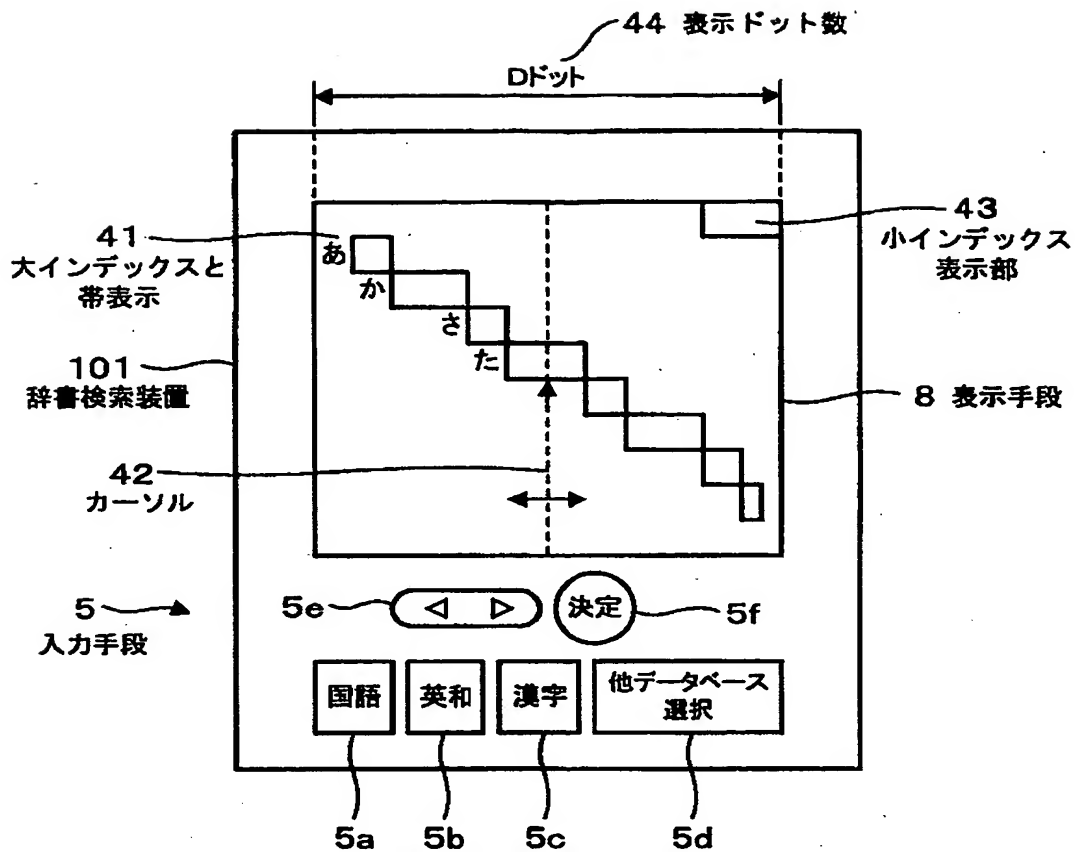 44 表示ドット数
Dドット
41
大インデックスと
帯表示
43
小インデックス
表示部
あ
か
さ
た
101
辞書検索装置
8 表示手段
42
カーソル
5
入力手段
5e
◁ ▷
決定
5f
国語
英和
漢字
他データベース
選択
5a
5b
5c
5d